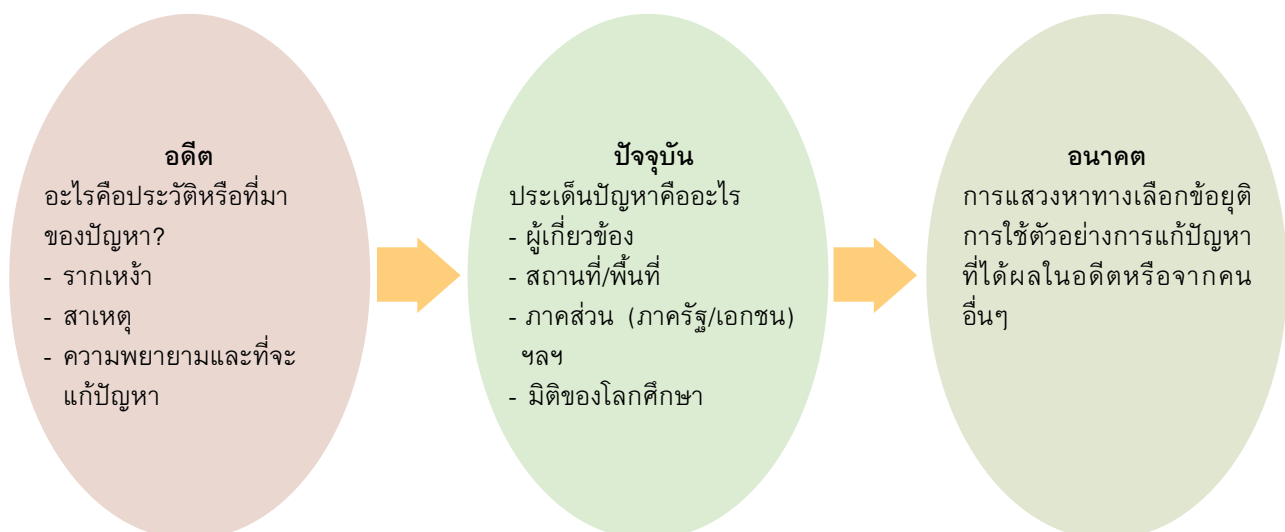 อดีต
อะไรคือประวัติหรือที่มา
ของปัญหา?
- รากเหง้า
- สาเหตุ
- ความพยายามและที่จะ
แก้ปัญหา
ปัจจุบัน
ประเด็นปัญหาคืออะไร
- ผู้เกี่ยวข้อง
- สถานที่/พื้นที่
- ภาคส่วน (ภาครัฐ/เอกชน)
ฯลฯ
- มิติของโลกศึกษา
อนาคต
การแสวงหาทางเลือกข้อยุติ
การใช้ตัวอย่างการแก้ปัญหา
ที่ได้ผลในอดีตหรือจากคน
อื่นๆ